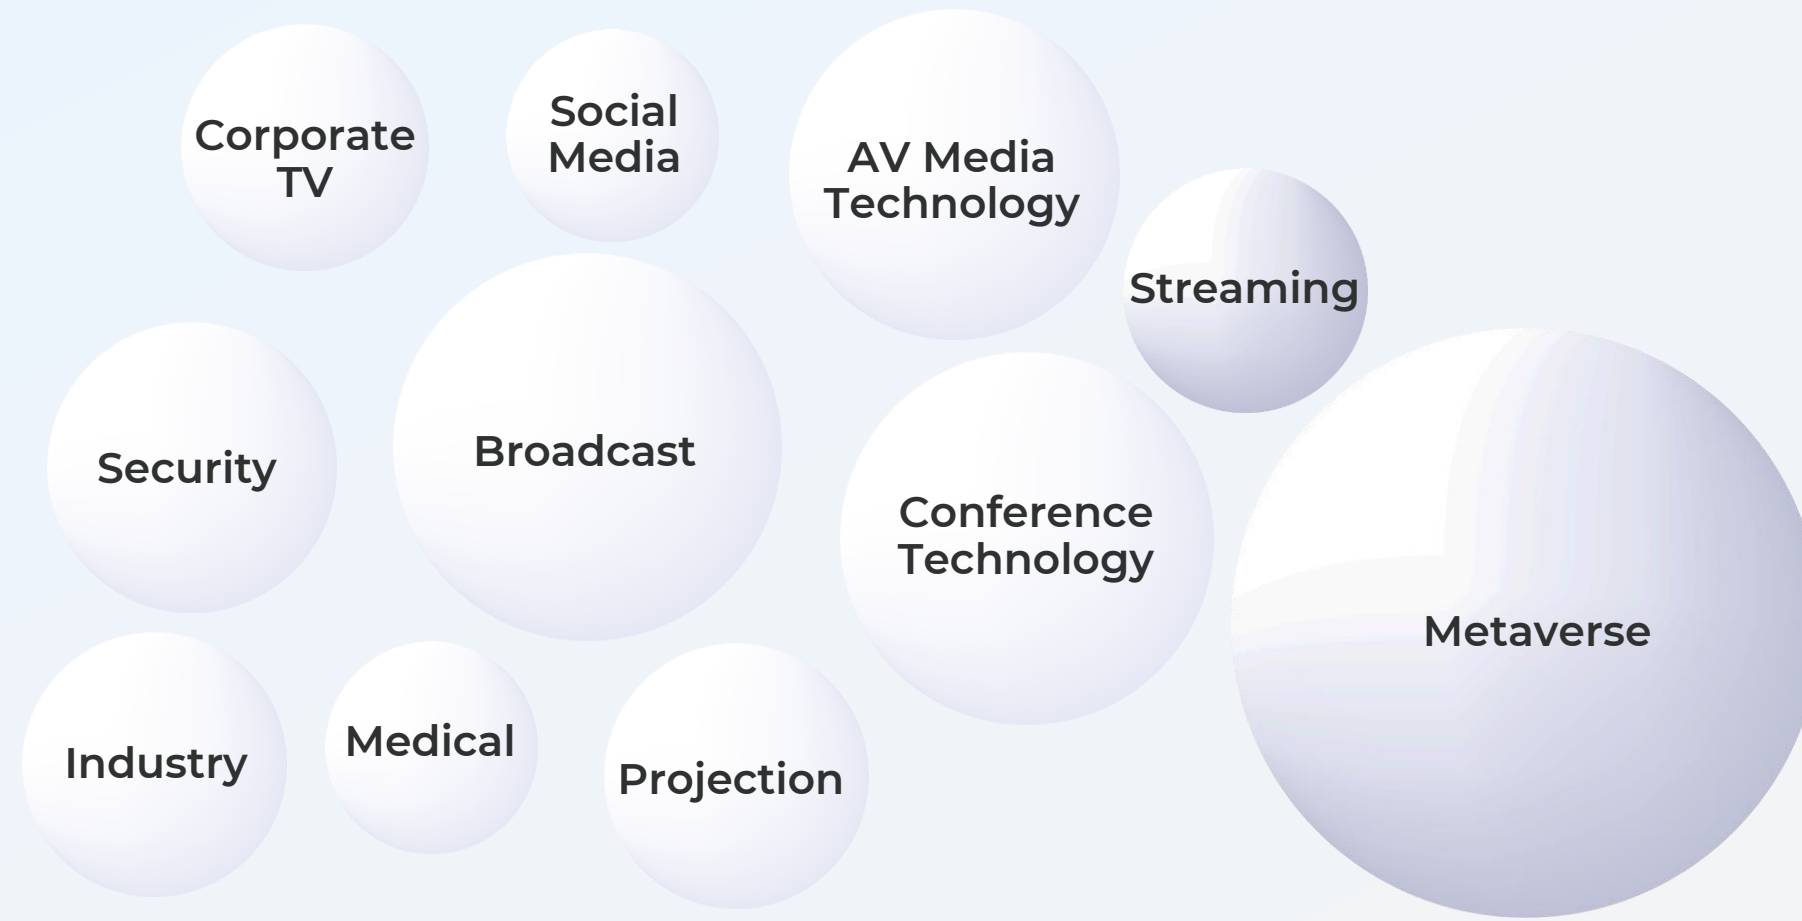 Corporate
TV
Social
Media
AV Media
Technology
Streaming
Security
Broadcast
Conference
Technology
Metaverse
Industry
Medical
Projection